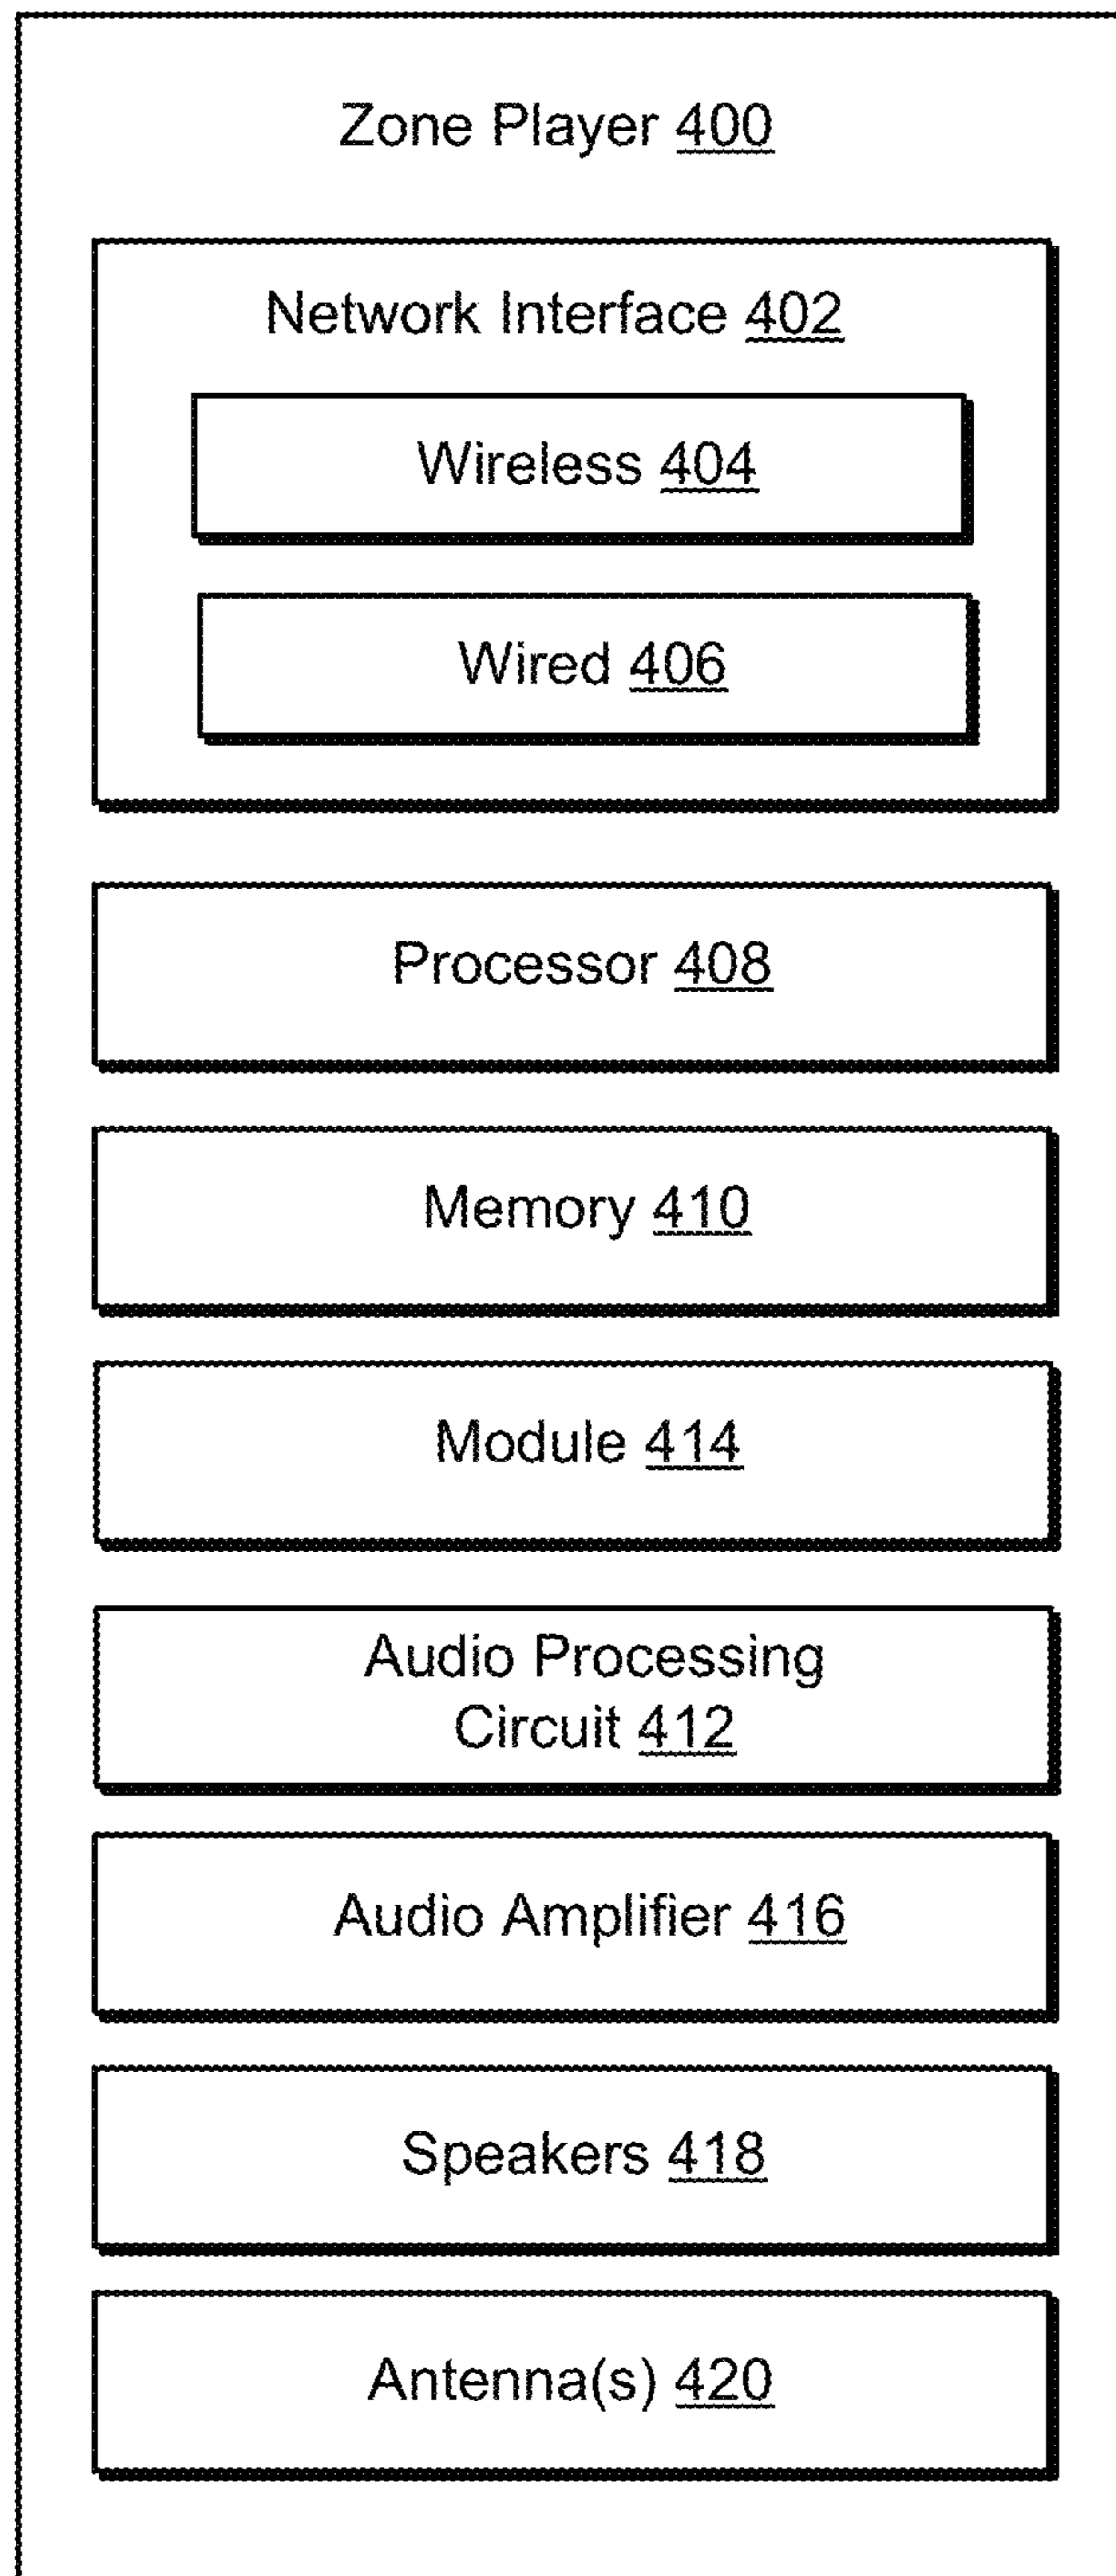 Zone Player 400
Network Interface 402
Wireless 404
Wired 406
Processor 408
Memory 410
Module 414
Audio Processing
Circuit 412
Audio Amplifier 416
Speakers 418
Antenna(s) 420